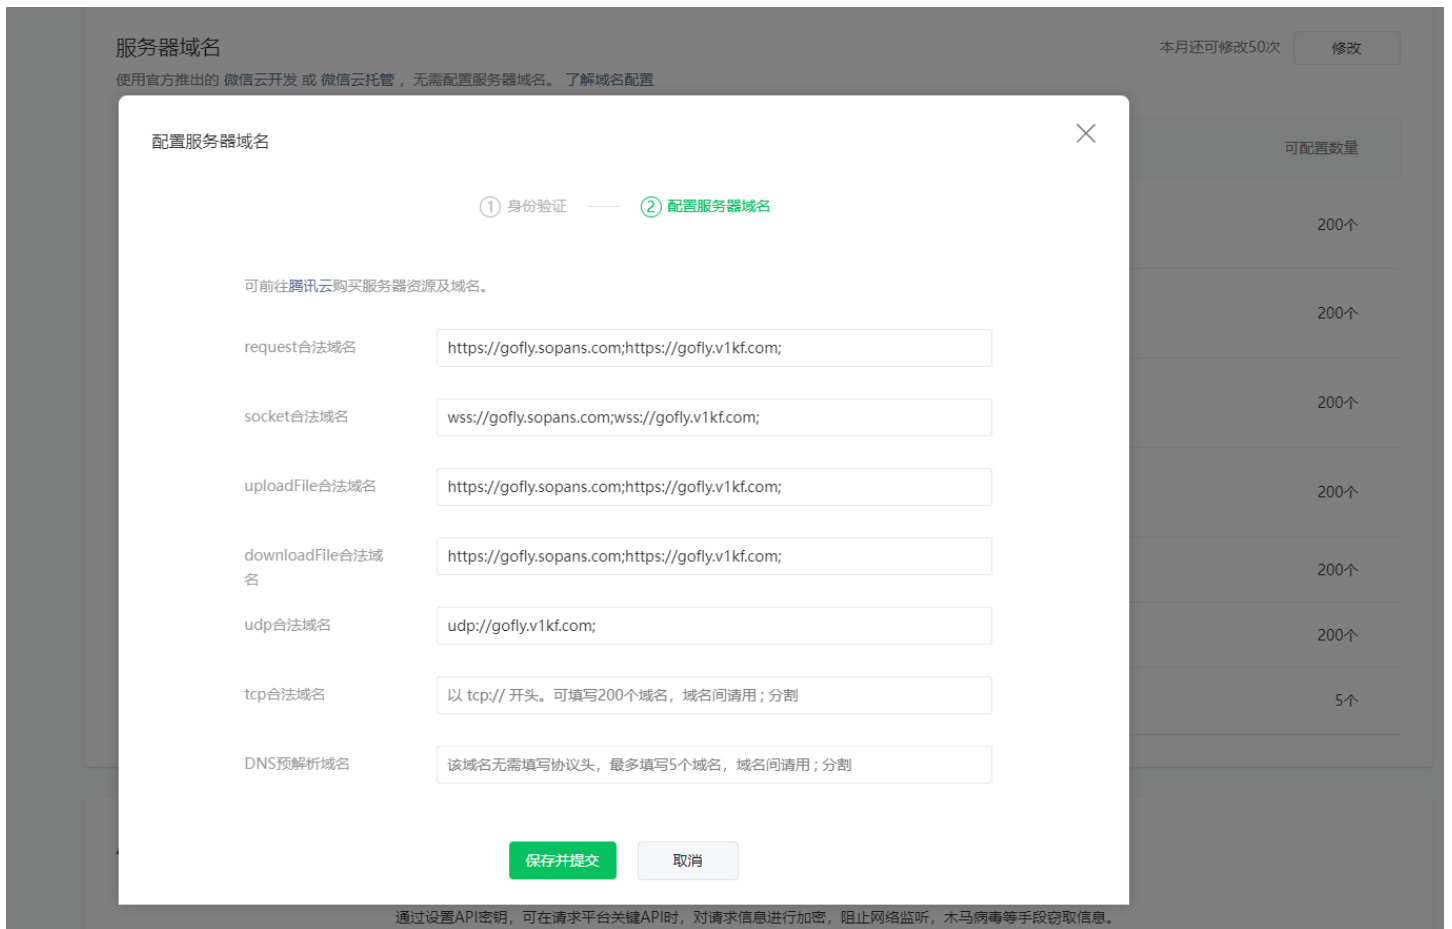 服务器域名
本月还可修改50次 修改
使用官方推出的 微信云开发 或 微信云托管 ，无需配置服务器域名。 了解域名配置
配置服务器域名
可配置数量
1 身份验证 2 配置服务器域名
200个
可前往腾讯云购买服务器资源及域名。
200个
request合法域名 https://gofly.sopans.com;https://gofly.v1kf.com;
200个
socket合法域名 wss://gofly.sopans.com;wss://gofly.v1kf.com;
uploadFile合法域名 https://gofly.sopans.com;https://gofly.v1kf.com;
200个
downloadFile合法域
名
https://gofly.sopans.com;https://gofly.v1kf.com;
200个
udp合法域名 udp://gofly.v1kf.com;
200个
tcp合法域名 以 tcp:// 开头。可填写200个域名，域名间请用 ; 分割
5个
DNS预解析域名 该域名无需填写协议头，最多填写5个域名，域名间请用 ; 分割
保存并提交 取消
通过设置API密钥，可在请求平台关键API时，对请求信息进行加密，阻止网络监听，木马病毒等手段窃取信息。